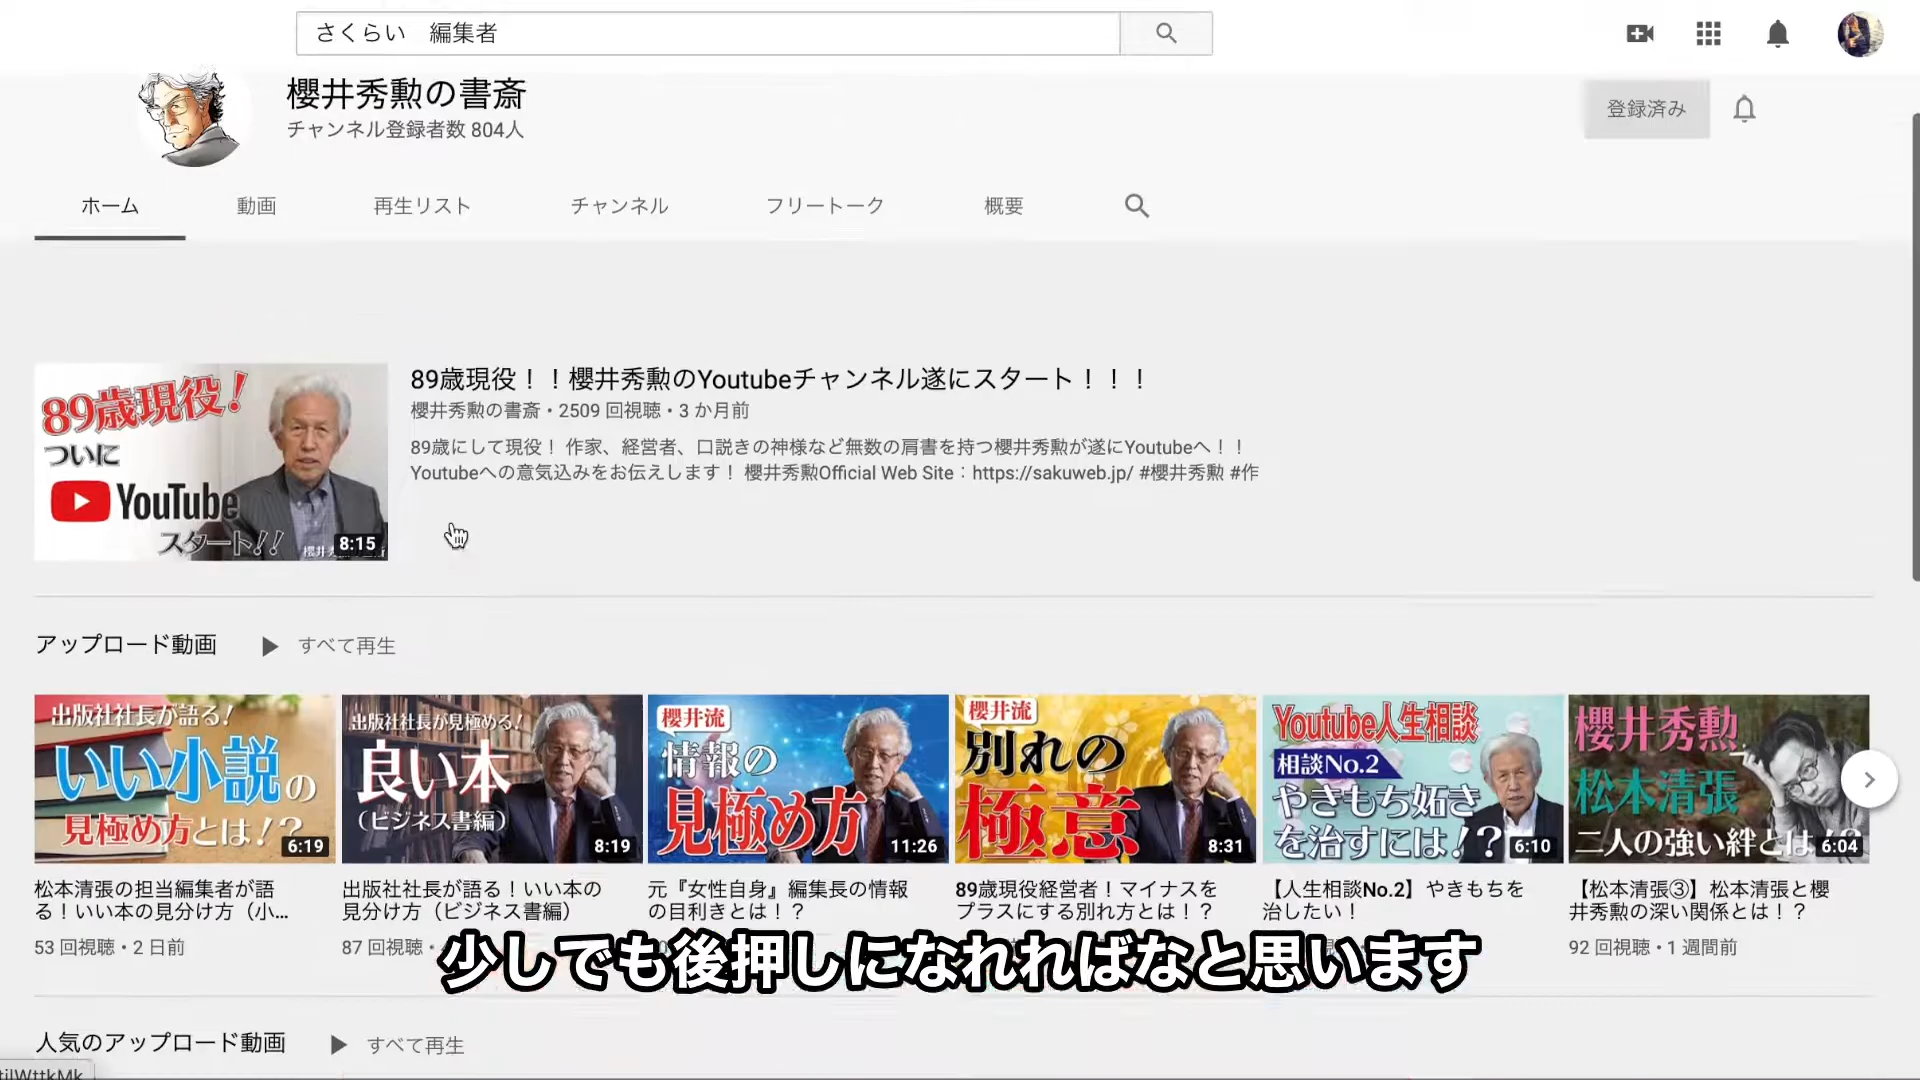 さくらい　編集者
櫻井秀勲の書斎
チャンネル登録者数 804人
登録済み
ホーム
動画
再生リスト
チャンネル
フリートーク
概要
89歳現役！
ついに
YouTube
スタート!!
8:15
89歳現役！！櫻井秀勲のYoutubeチャンネル遂にスタート！！！
櫻井秀勲の書斎・2509 回視聴・3 か月前
89歳にして現役！ 作家、経営者、口説きの神様など無数の肩書を持つ櫻井秀勲が遂にYoutubeへ！！
Youtubeへの意気込みをお伝えします！ 櫻井秀勲Official Web Site：https://sakuweb.jp/ #櫻井秀勲 #作
アップロード動画
すべて再生
出版社社長が語る！
いい小説の
見極め方とは！？
6:19
松本清張の担当編集者が語
る！いい本の見分け方（小...
53 回視聴・2 日前
出版社社長が見極める！
良い本
（ビジネス書編）
8:19
出版社社長が語る！いい本の
見分け方（ビジネス書編）
87 回視聴・
櫻井流
情報の
見極め方
11:26
元『女性自身』編集長の情報
の目利きとは！？
櫻井流
別れの
極意
8:31
89歳現役経営者！マイナスを
プラスにする別れ方とは！？
Youtube人生相談
相談No.2
やきもち妬き
を治すには！？
6:10
【人生相談No.2】やきもちを
治したい！
櫻井秀勲
松本清張
二人の強い絆とは！？
6:04
【松本清張③】松本清張と櫻
井秀勲の深い関係とは！？
92 回視聴・1 週間前
少しでも後押しになれればなと思います
人気のアップロード動画
すべて再生